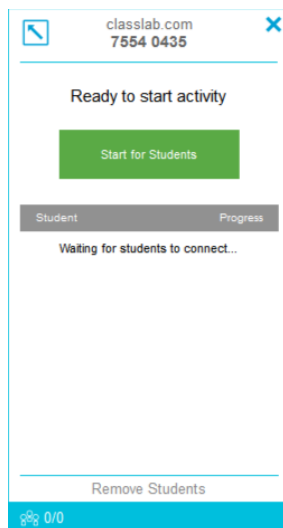 classlab.com
7554 0435
Ready to start activity
Start for Students
Student Progress
Waiting for students to connect...
Remove Students
0/0